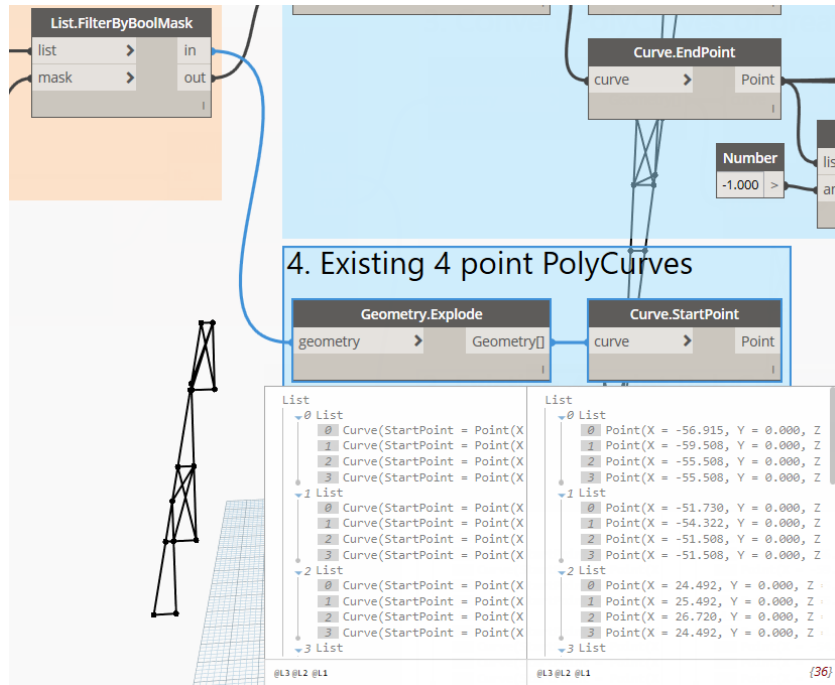 List.FilterByBoolMask
list > in
mask > out
Curve.EndPoint
curve > Point
Number
-1.000 >
4. Existing 4 point PolyCurves
Geometry.Explode
geometry > Geometry[]
Curve.StartPoint
curve > Point
List
0 List
0 Curve(StartPoint = Point(X
1 Curve(StartPoint = Point(X
2 Curve(StartPoint = Point(X
3 Curve(StartPoint = Point(X
1 List
0 Curve(StartPoint = Point(X
1 Curve(StartPoint = Point(X
2 Curve(StartPoint = Point(X
3 Curve(StartPoint = Point(X
2 List
0 Curve(StartPoint = Point(X
1 Curve(StartPoint = Point(X
2 Curve(StartPoint = Point(X
3 Curve(StartPoint = Point(X
3 List
@L3 @L2 @L1
List
0 List
0 Point(X = -56.915, Y = 0.000, Z
1 Point(X = -59.508, Y = 0.000, Z
2 Point(X = -55.508, Y = 0.000, Z
3 Point(X = -55.508, Y = 0.000, Z
1 List
0 Point(X = -51.730, Y = 0.000, Z
1 Point(X = -54.322, Y = 0.000, Z
2 Point(X = -51.508, Y = 0.000, Z
3 Point(X = -51.508, Y = 0.000, Z
2 List
0 Point(X = 24.492, Y = 0.000, Z
1 Point(X = 25.492, Y = 0.000, Z
2 Point(X = 26.720, Y = 0.000, Z
3 Point(X = 24.492, Y = 0.000, Z
3 List
@L3 @L2 @L1 {36}